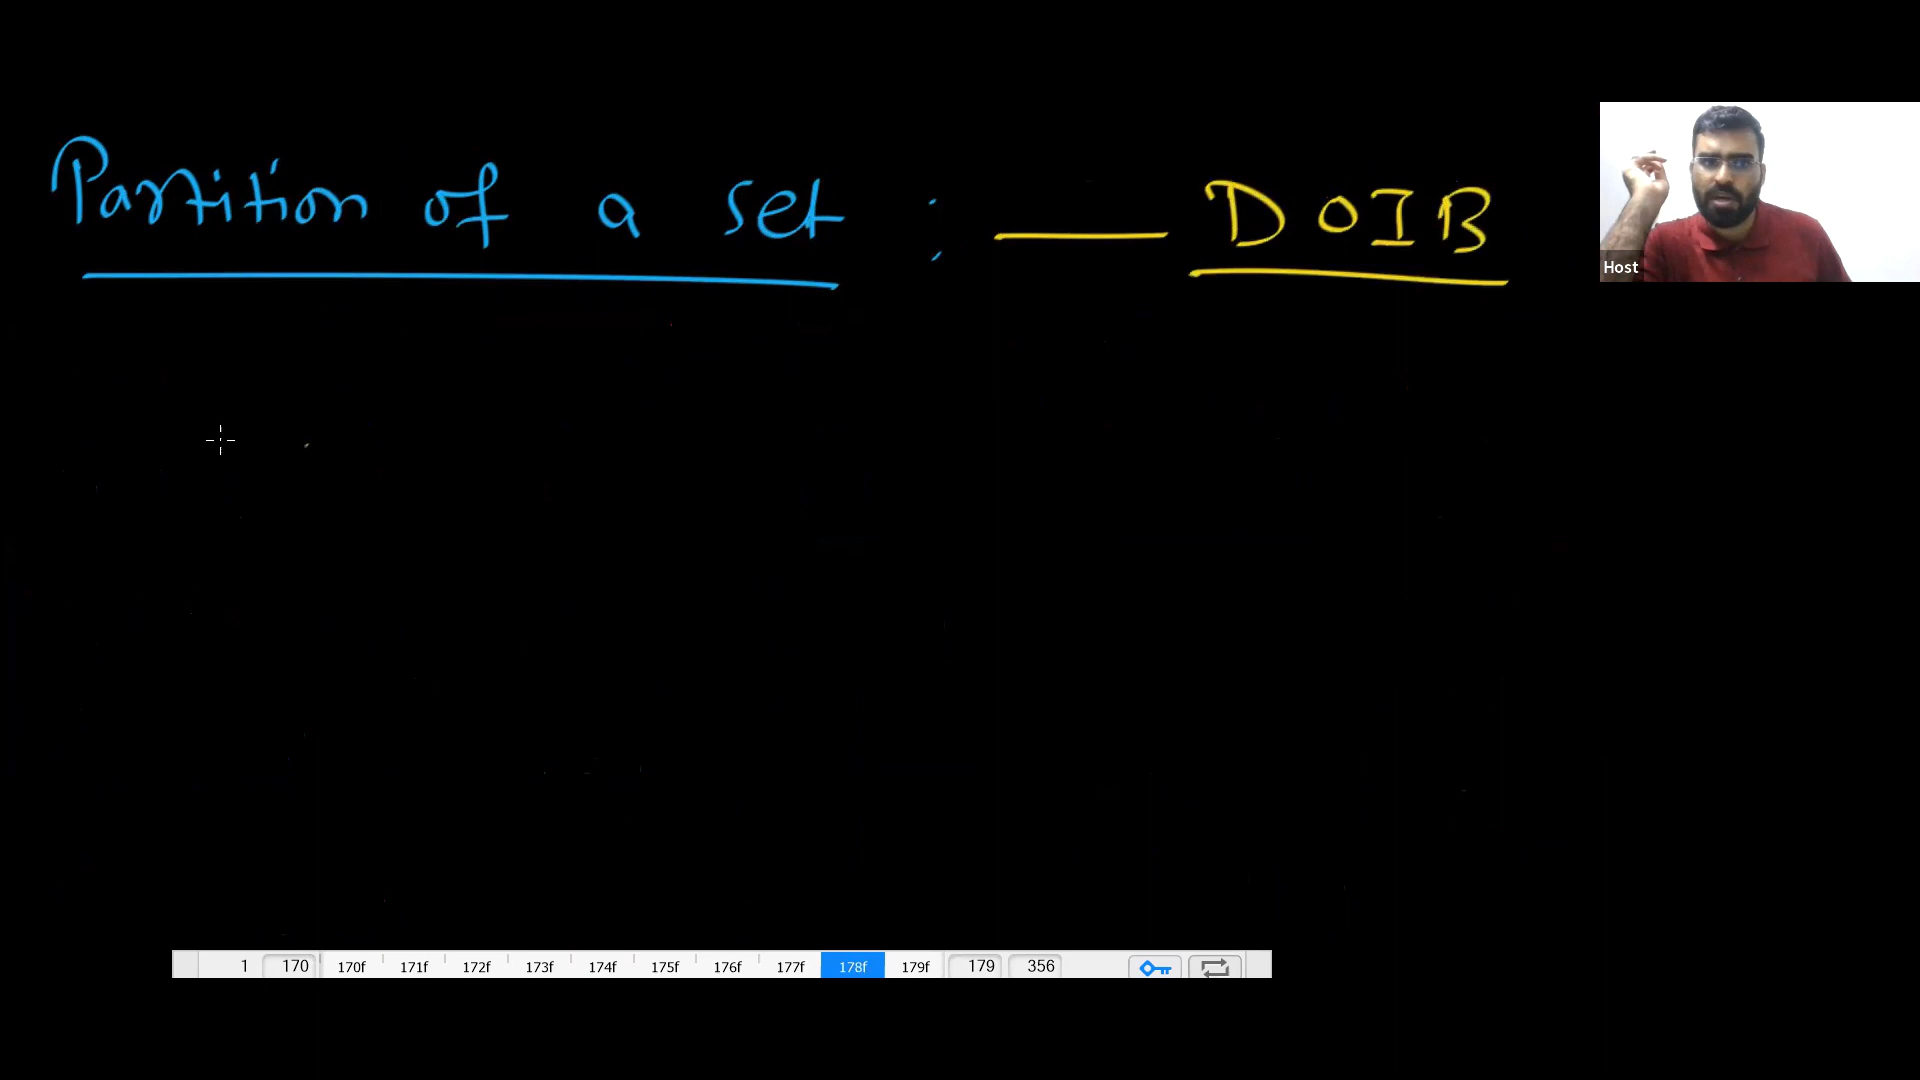 Partition of a set : — DOIB
Host
1 170 170f 171f 172f 173f 174f 175f 176f 177f 178f 179f 179 356